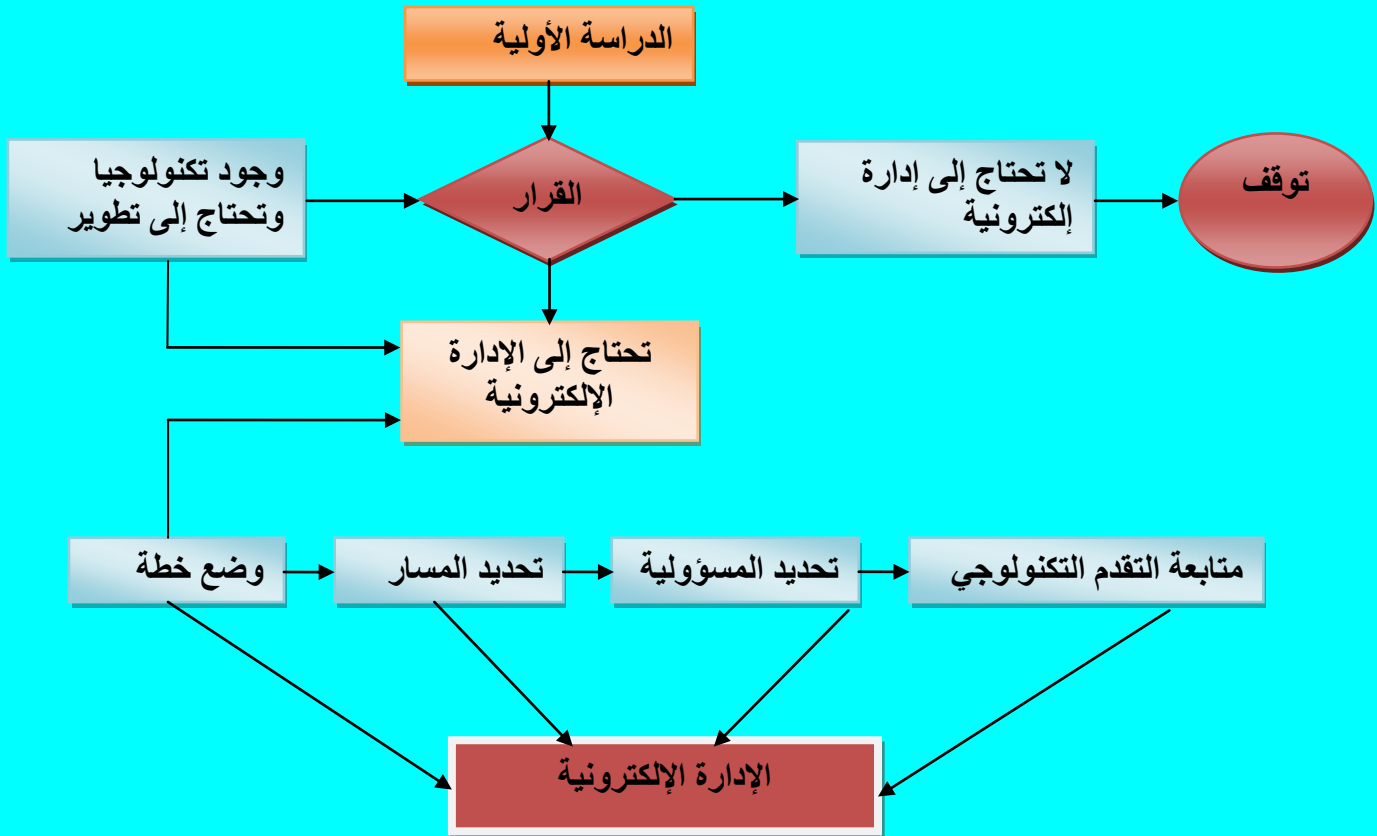 الدراسة الأولية
وجود تكنولوجيا
وتحتاج إلى تطوير
القرار
لا تحتاج إلى إدارة
إلكترونية
توقف
تحتاج إلى الإدارة
الإلكترونية
وضع خطة
تحديد المسار
تحديد المسؤولية
متابعة التقدم التكنولوجي
الإدارة الإلكترونية